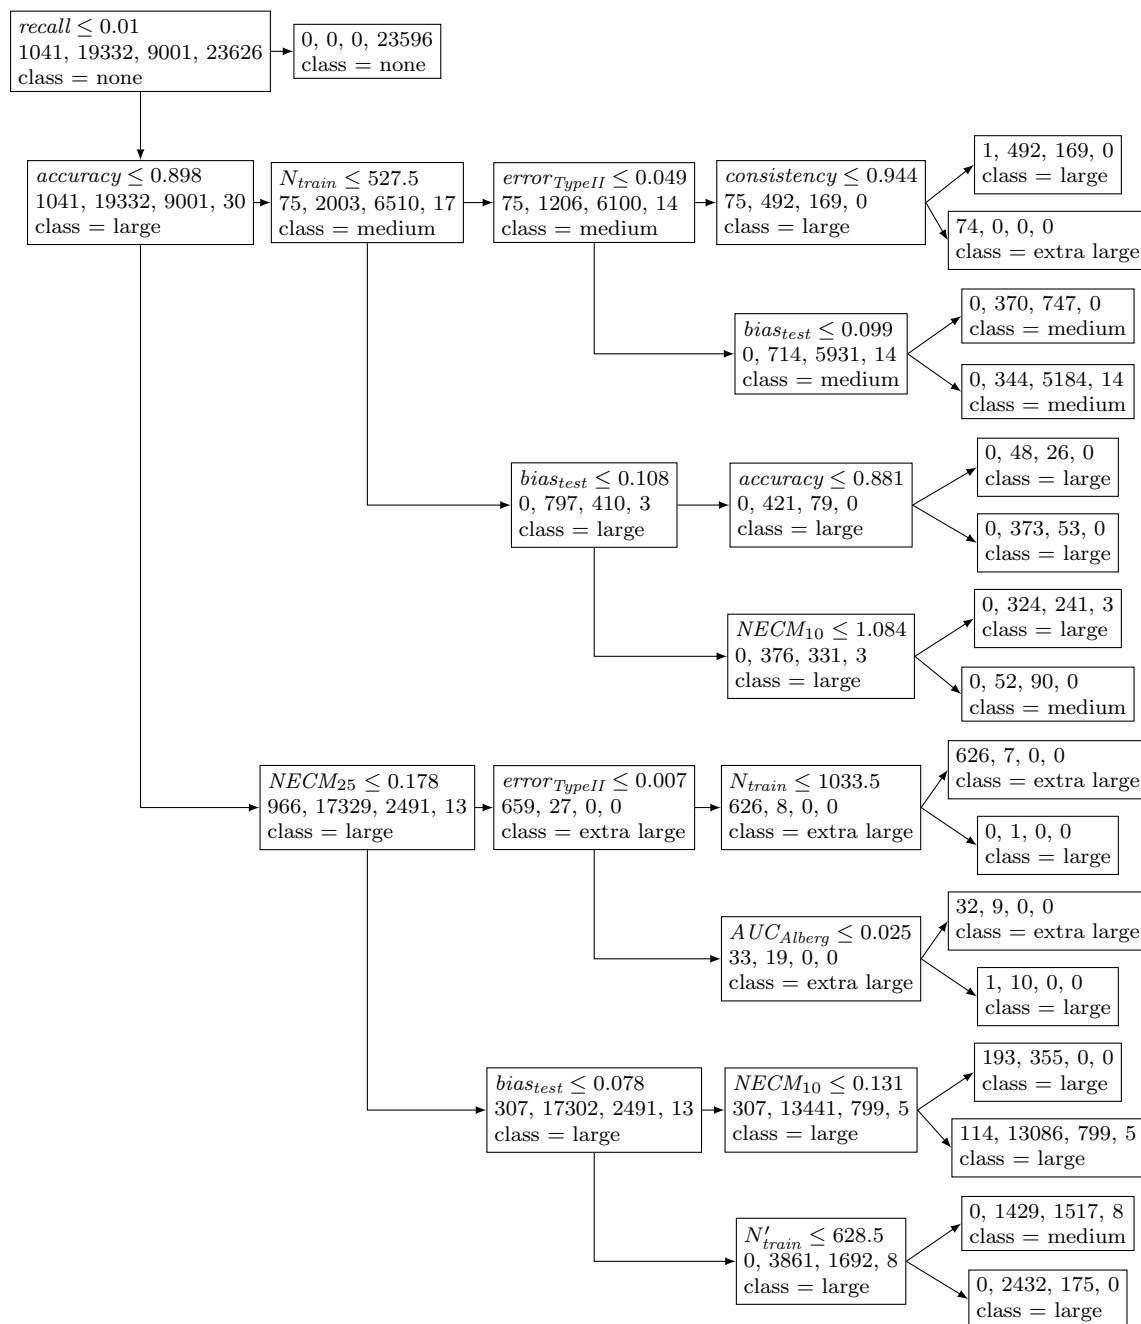 recall ≤ 0.01
1041, 19332, 9001, 23626
class = none
0, 0, 0, 23596
class = none
accuracy ≤ 0.898
1041, 19332, 9001, 30
class = large
N_train ≤ 527.5
75, 2003, 6510, 17
class = medium
error_TypeII ≤ 0.049
75, 1206, 6100, 14
class = medium
consistency ≤ 0.944
75, 492, 169, 0
class = large
1, 492, 169, 0
class = large
74, 0, 0, 0
class = extra large
bias_test ≤ 0.099
0, 714, 5931, 14
class = medium
0, 370, 747, 0
class = medium
0, 344, 5184, 14
class = medium
bias_test ≤ 0.108
0, 797, 410, 3
class = large
accuracy ≤ 0.881
0, 421, 79, 0
class = large
0, 48, 26, 0
class = large
0, 373, 53, 0
class = large
NECM_10 ≤ 1.084
0, 376, 331, 3
class = large
0, 324, 241, 3
class = large
0, 52, 90, 0
class = medium
NECM_25 ≤ 0.178
966, 17329, 2491, 13
class = large
error_TypeII ≤ 0.007
659, 27, 0, 0
class = extra large
N_train ≤ 1033.5
626, 8, 0, 0
class = extra large
626, 7, 0, 0
class = extra large
0, 1, 0, 0
class = large
AUC_Alberg ≤ 0.025
33, 19, 0, 0
class = extra large
32, 9, 0, 0
class = extra large
1, 10, 0, 0
class = large
bias_test ≤ 0.078
307, 17302, 2491, 13
class = large
NECM_10 ≤ 0.131
307, 13441, 799, 5
class = large
193, 355, 0, 0
class = large
114, 13086, 799, 5
class = large
N′_train ≤ 628.5
0, 3861, 1692, 8
class = large
0, 1429, 1517, 8
class = medium
0, 2432, 175, 0
class = large